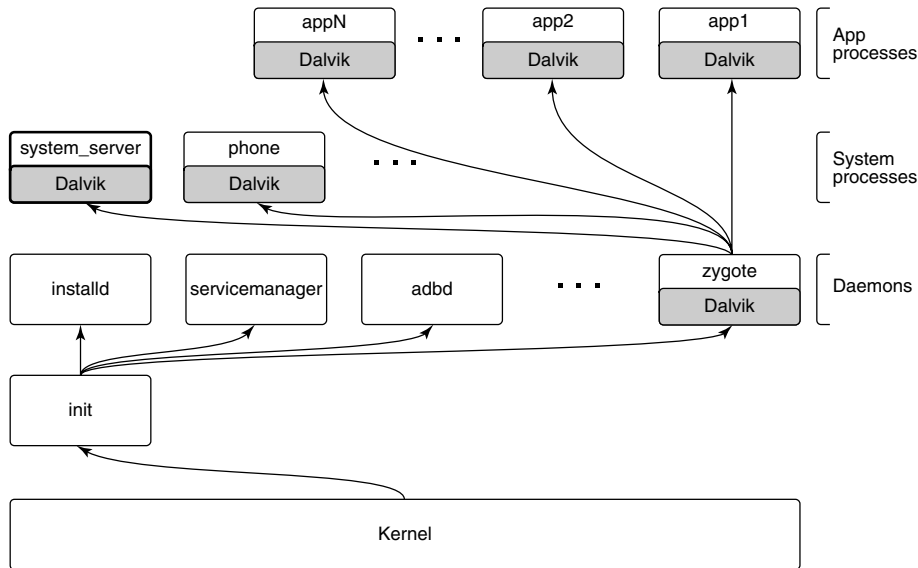 appN
app2
app1
Dalvik
Dalvik
Dalvik
App
processes
system_server
phone
Dalvik
Dalvik
System
processes
installd
servicemanager
adbd
zygote
Dalvik
Daemons
init
Kernel